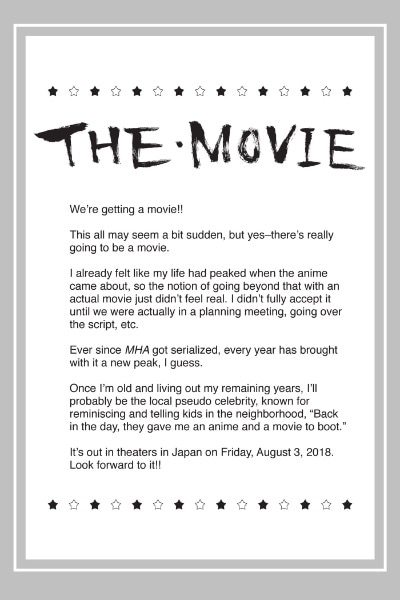 THE·MOVIE
We're getting a movie!!
This all may seem a bit sudden, but yes–there's really
going to be a movie.
I already felt like my life had peaked when the anime
came about, so the notion of going beyond that with an
actual movie just didn't feel real. I didn't fully accept it
until we were actually in a planning meeting, going over
the script, etc.
Ever since MHA got serialized, every year has brought
with it a new peak, I guess.
Once I'm old and living out my remaining years, I'll
probably be the local pseudo celebrity, known for
reminiscing and telling kids in the neighborhood, “Back
in the day, they gave me an anime and a movie to boot.”
It's out in theaters in Japan on Friday, August 3, 2018.
Look forward to it!!